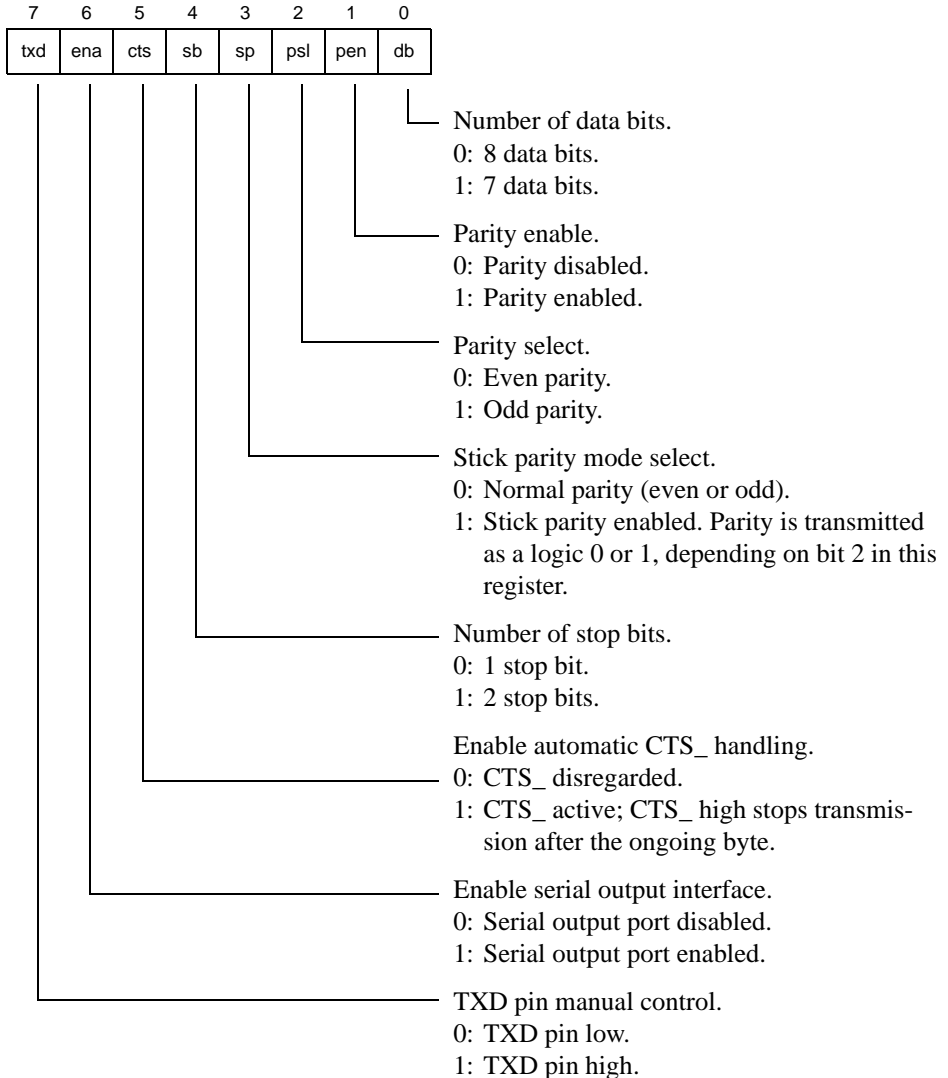 7 6 5 4 3 2 1 0
txd ena cts sb sp psl pen db
Number of data bits.
0: 8 data bits.
1: 7 data bits.
Parity enable.
0: Parity disabled.
1: Parity enabled.
Parity select.
0: Even parity.
1: Odd parity.
Stick parity mode select.
0: Normal parity (even or odd).
1: Stick parity enabled. Parity is transmitted
as a logic 0 or 1, depending on bit 2 in this
register.
Number of stop bits.
0: 1 stop bit.
1: 2 stop bits.
Enable automatic CTS_ handling.
0: CTS_ disregarded.
1: CTS_ active; CTS_ high stops transmis-
sion after the ongoing byte.
Enable serial output interface.
0: Serial output port disabled.
1: Serial output port enabled.
TXD pin manual control.
0: TXD pin low.
1: TXD pin high.